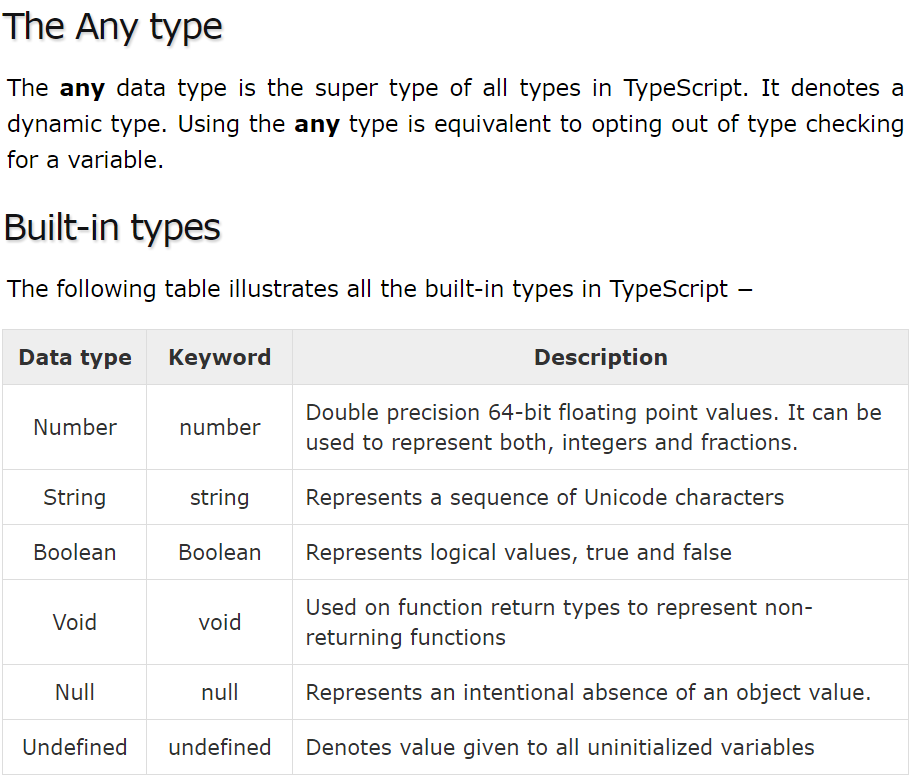 The Any type
The any data type is the super type of all types in TypeScript. It denotes a
dynamic type. Using the any type is equivalent to opting out of type checking
for a variable.
Built-in types
The following table illustrates all the built-in types in TypeScript −
Data type Keyword Description
Number number Double precision 64-bit floating point values. It can be
used to represent both, integers and fractions.
String string Represents a sequence of Unicode characters
Boolean Boolean Represents logical values, true and false
Void void Used on function return types to represent non-
returning functions
Null null Represents an intentional absence of an object value.
Undefined undefined Denotes value given to all uninitialized variables